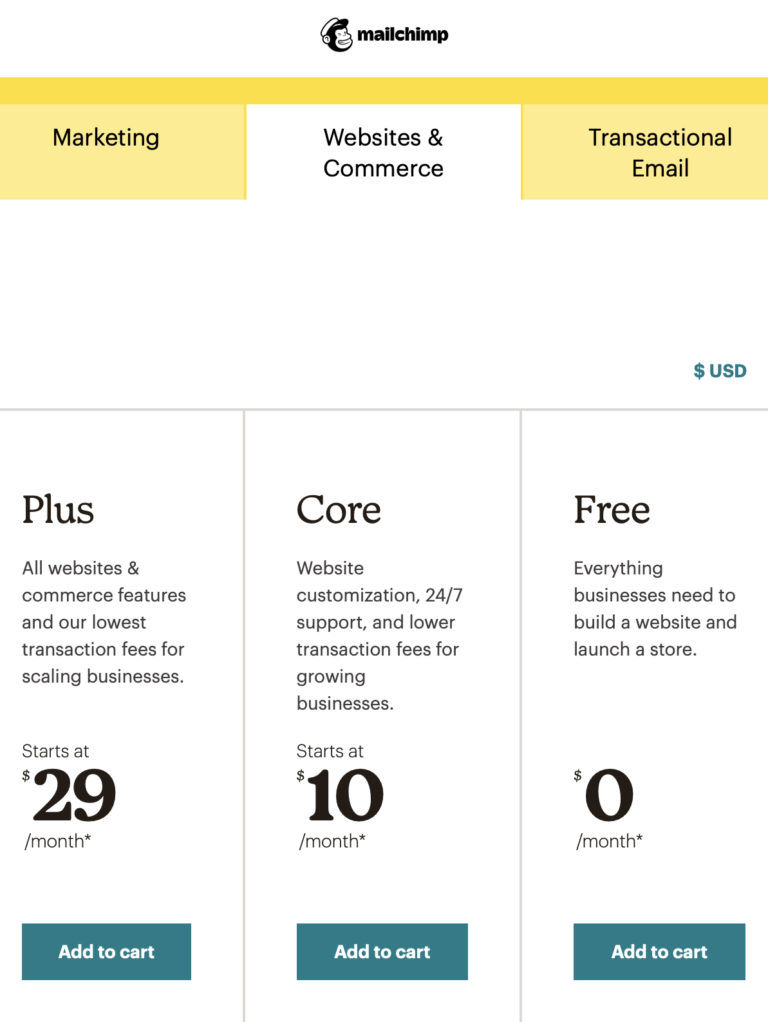 mailchimp
Marketing
Websites &
Commerce
Transactional
Email
$ USD
Plus
All websites &
commerce features
and our lowest
transaction fees for
scaling businesses.
Starts at
$29
/month*
Add to cart
Core
Website
customization, 24/7
support, and lower
transaction fees for
growing
businesses.
Starts at
$10
/month*
Add to cart
Free
Everything
businesses need to
build a website and
launch a store.
$0
/month*
Add to cart